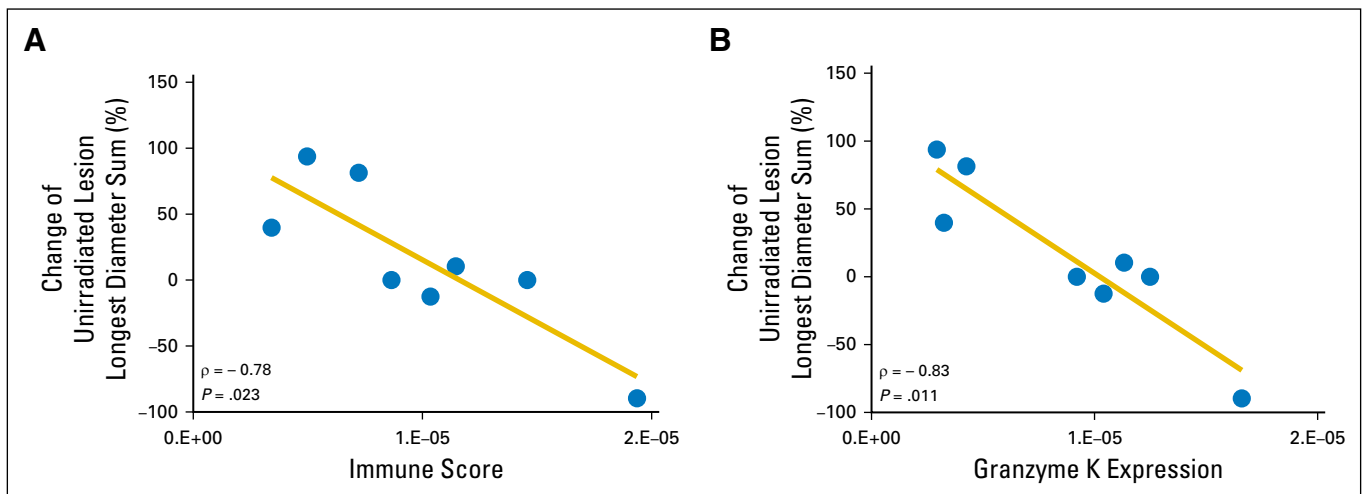 A
Change of
Unirradiated Lesion
Longest Diameter Sum (%)
150
100
50
0
–50
–100
ρ = – 0.78
P = .023
0.E+00
1.E–05
2.E–05
Immune Score
B
Change of
Unirradiated Lesion
Longest Diameter Sum (%)
150
100
50
0
–50
–100
ρ = – 0.83
P = .011
0.E+00
1.E–05
2.E–05
Granzyme K Expression